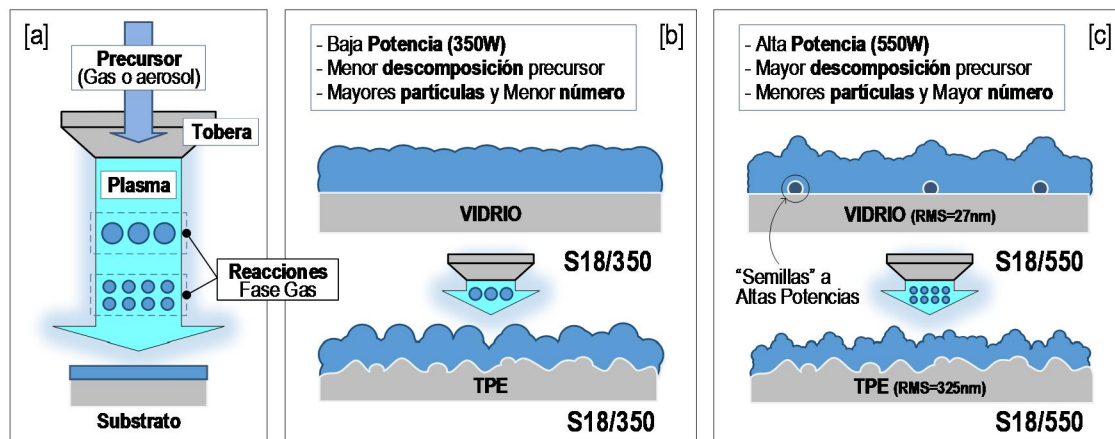 [a]
Precursor
(Gas o aerosol)
Tobera
Plasma
Reacciones
Fase Gas
Substrato
[b]
- Baja Potencia (350W)
- Menor descomposición precursor
- Mayores partículas y Menor número
VIDRIO
S18/350
TPE
S18/350
[c]
- Alta Potencia (550W)
- Mayor descomposición precursor
- Menores partículas y Mayor número
VIDRIO (RMS=27nm)
S18/550
"Semillas" a
Altas Potencias
TPE (RMS=325nm)
S18/550